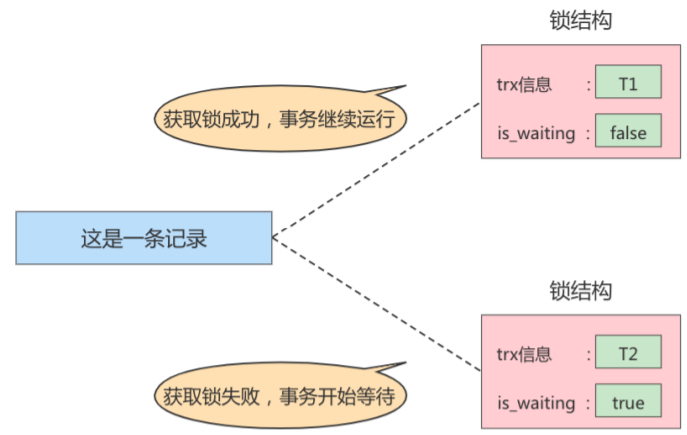 锁结构
trx信息 : T1
is_waiting : false
获取锁成功，事务继续运行
这是一条记录
锁结构
trx信息 : T2
is_waiting : true
获取锁失败，事务开始等待